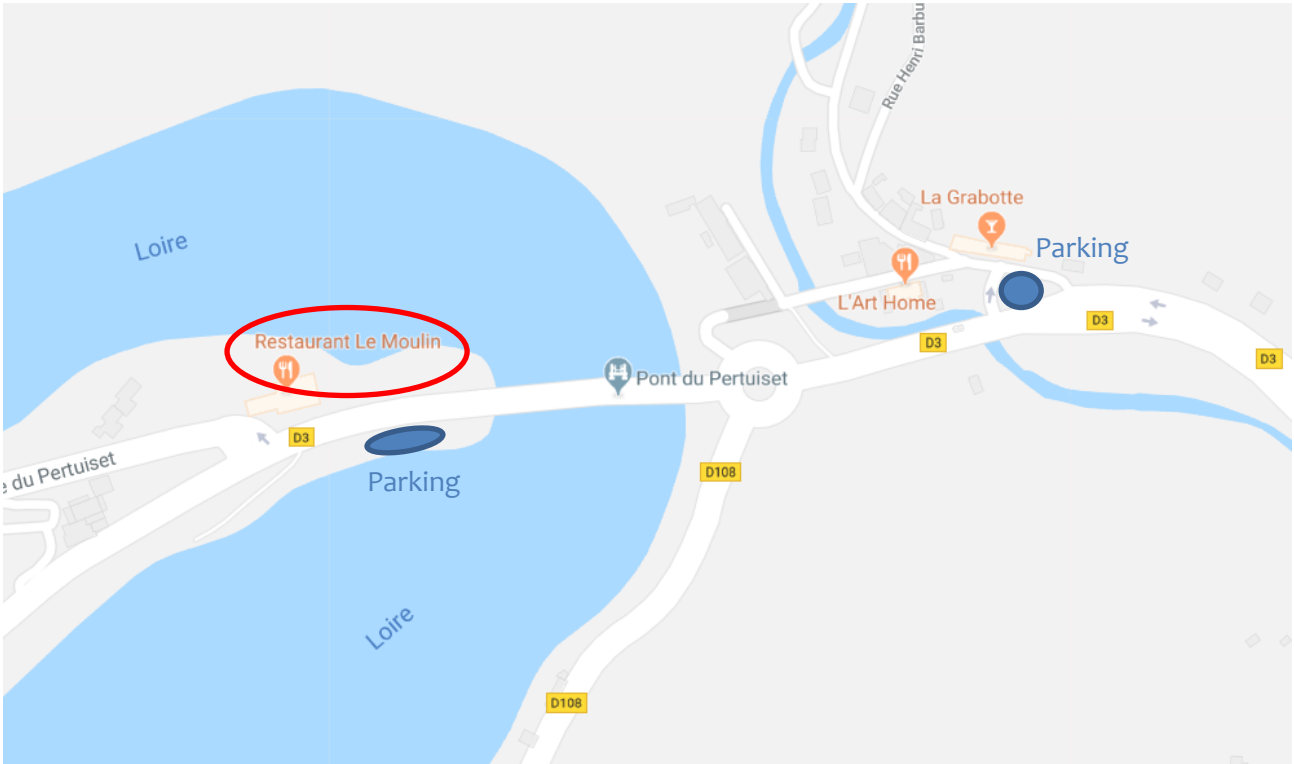 Rue Henri Barbu
La Grabotte
Parking
Loire
L'Art Home
D3
D3
D3
Restaurant Le Moulin
Pont du Pertuiset
D3
e du Pertuiset
Parking
D108
Loire
D108